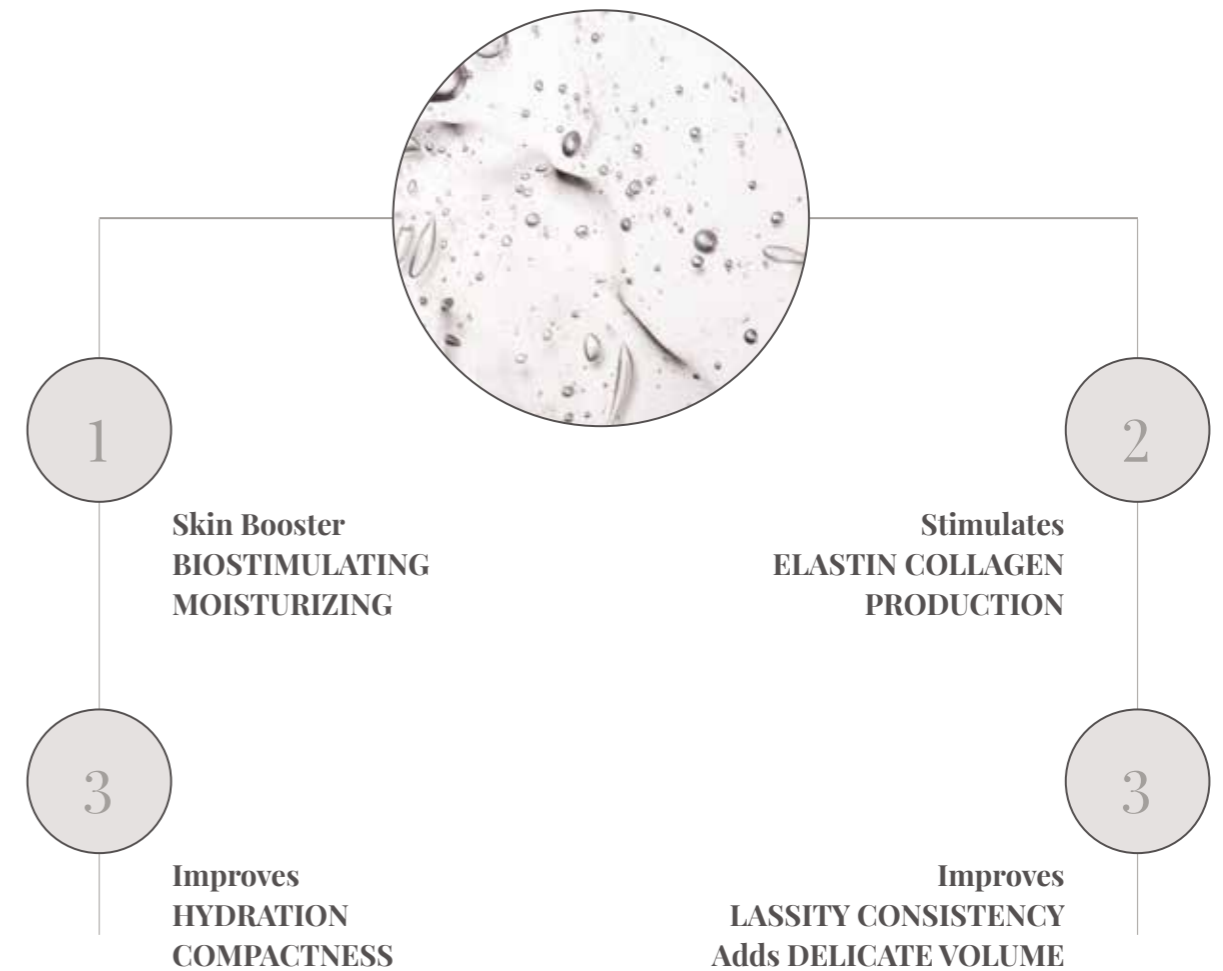 1
Skin Booster
BIOSTIMULATING
MOISTURIZING
2
Stimulates
ELASTIN COLLAGEN
PRODUCTION
3
Improves
HYDRATION
COMPACTNESS
3
Improves
LASSITY CONSISTENCY
Adds DELICATE VOLUME